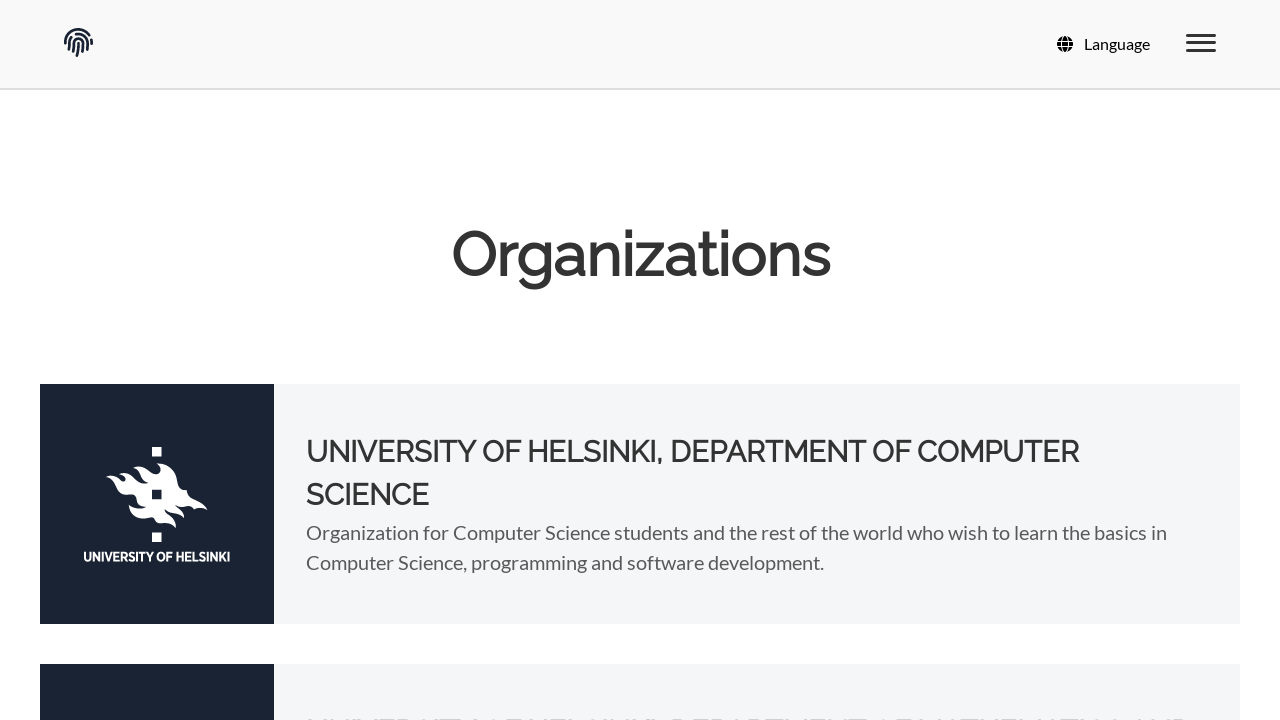 Language
Organizations
UNIVERSITY OF HELSINKI, DEPARTMENT OF COMPUTER
SCIENCE
Organization for Computer Science students and the rest of the world who wish to learn the basics in
Computer Science, programming and software development.
UNIVERSITY OF HELSINKI